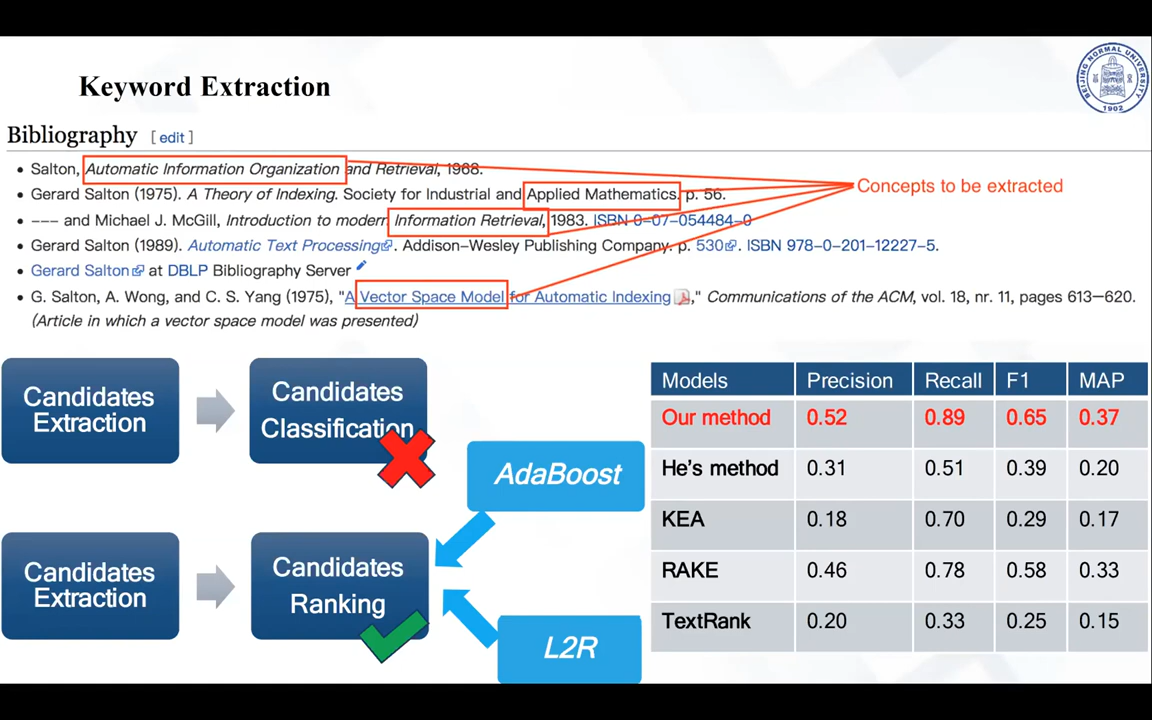 Keyword Extraction
BEIJING NORMAL UNIVERSITY
1902
Bibliography [ edit ]
• Salton, Automatic Information Organization and Retrieval, 1968.
• Gerard Salton (1975). A Theory of Indexing. Society for Industrial and Applied Mathematics. p. 56.
• --- and Michael J. McGill, Introduction to modern Information Retrieval, 1983. ISBN 0-07-054484-0
• Gerard Salton (1989). Automatic Text Processing. Addison-Wesley Publishing Company. p. 530. ISBN 978-0-201-12227-5.
• Gerard Salton at DBLP Bibliography Server
• G. Salton, A. Wong, and C. S. Yang (1975), "A Vector Space Model for Automatic Indexing," Communications of the ACM, vol. 18, nr. 11, pages 613–620.
(Article in which a vector space model was presented)
Concepts to be extracted
Candidates
Extraction
Candidates
Classification
Candidates
Extraction
Candidates
Ranking
AdaBoost
L2R
Models Precision Recall F1 MAP
Our method 0.52 0.89 0.65 0.37
He's method 0.31 0.51 0.39 0.20
KEA 0.18 0.70 0.29 0.17
RAKE 0.46 0.78 0.58 0.33
TextRank 0.20 0.33 0.25 0.15